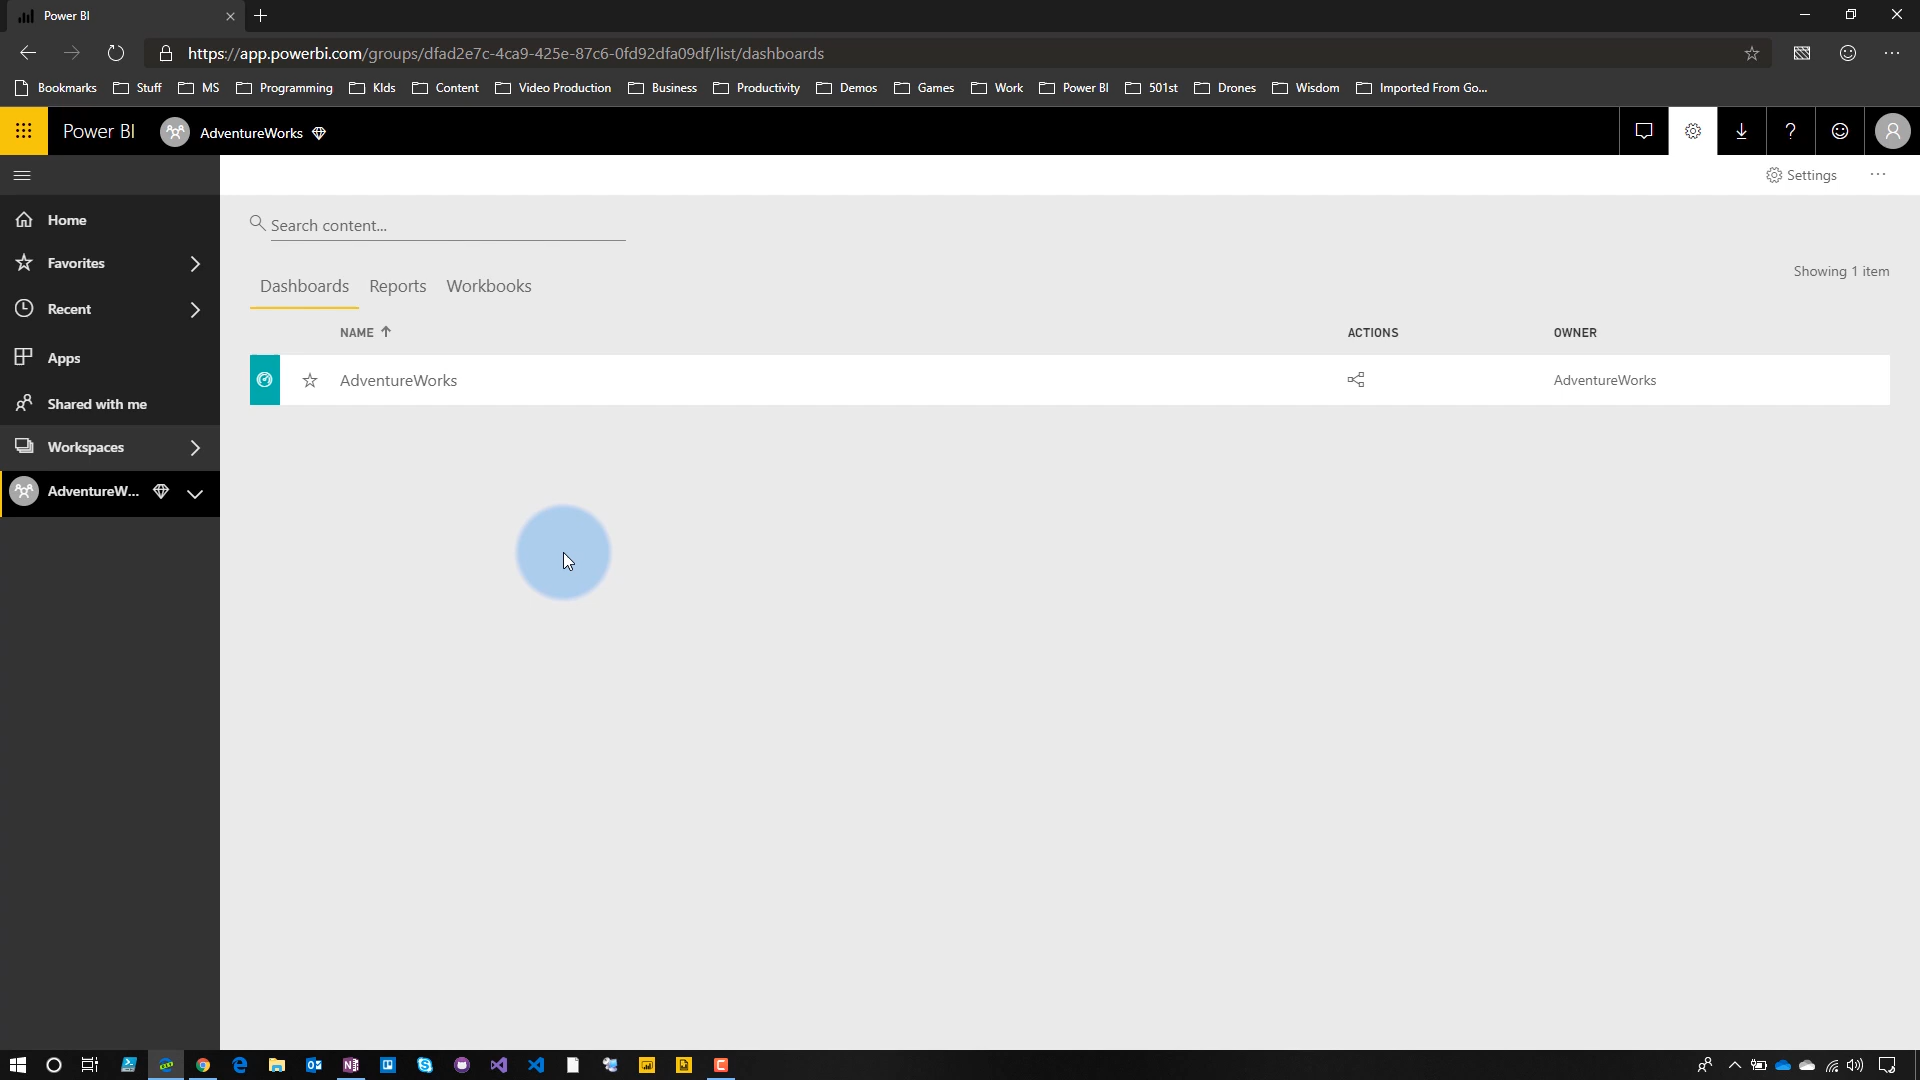 Power BI
https://app.powerbi.com/groups/dfad2e7c-4ca9-425e-87c6-0fd92dfa09df/list/dashboards
Bookmarks Stuff MS Programming KIds Content Video Production Business Productivity Demos Games Work Power BI 501st Drones Wisdom Imported From Go...
Power BI AdventureWorks
Settings
Home
Search content...
Favorites
Showing 1 item
Dashboards Reports Workbooks
Recent
NAME ACTIONS OWNER
Apps
AdventureWorks AdventureWorks
Shared with me
Workspaces
AdventureW...